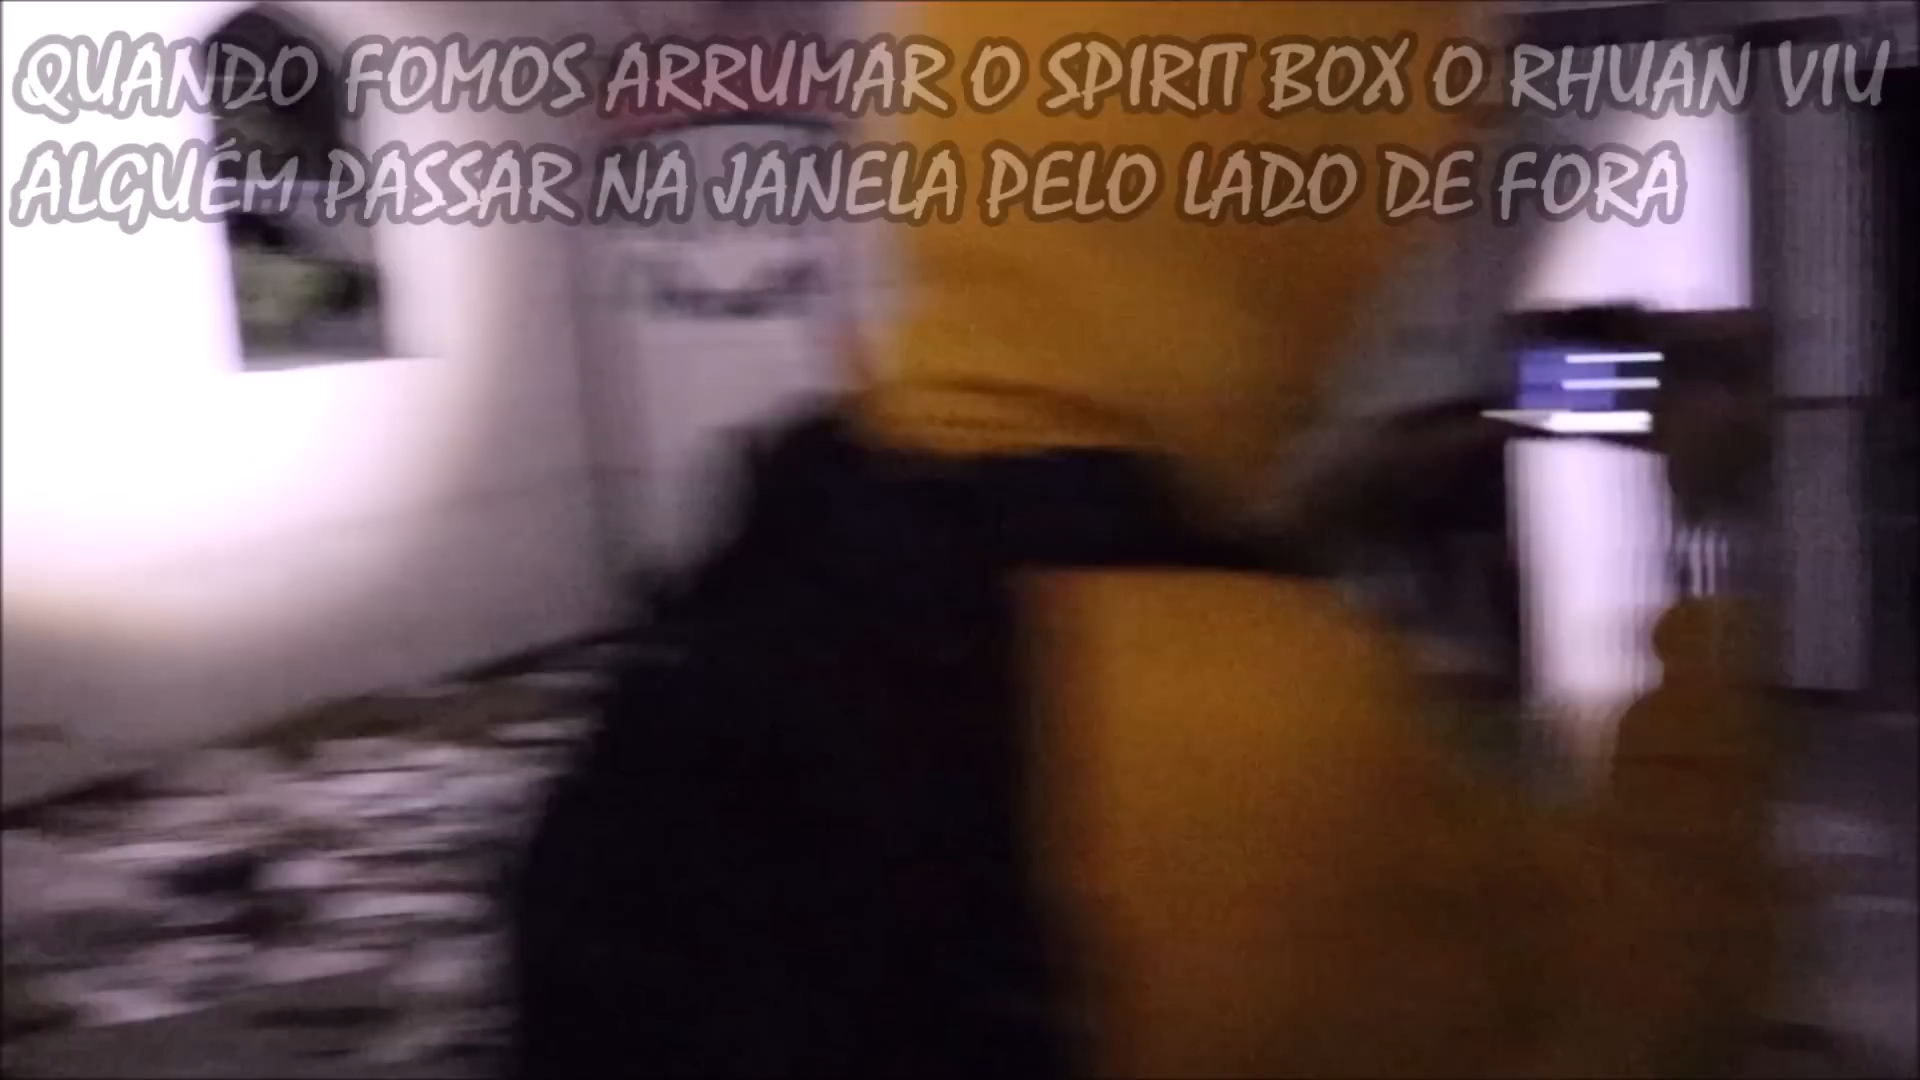 QUANDO FOMOS ARRUMAR O SPIRIT BOX O RHUAN VIU
ALGUÉM PASSAR NA JANELA PELO LADO DE FORA